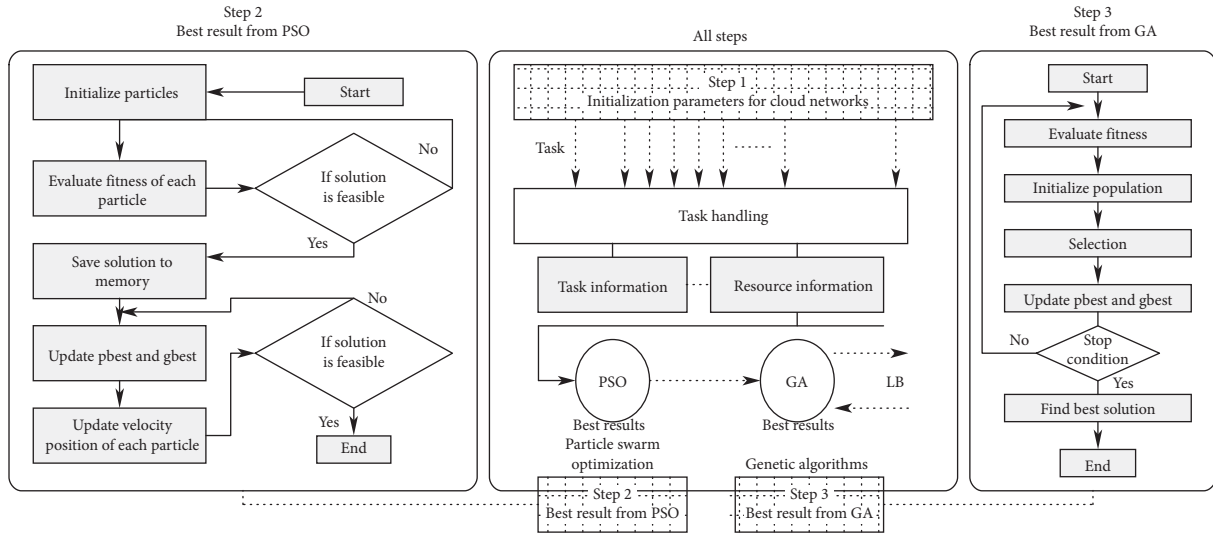 Step 2
Best result from PSO
Initialize particles
Start
No
Evaluate fitness of each
particle
If solution
is feasible
Yes
Save solution to
memory
No
Update pbest and gbest
If solution
is feasible
Update velocity
position of each particle
Yes
End
All steps
Step 1
Initialization parameters for cloud networks
Task
Task handling
Task information
Resource information
PSO
GA
LB
Best results
Particle swarm
optimization
Best results
Genetic algorithms
Step 2
Best result from PSO
Step 3
Best result from GA
Step 3
Best result from GA
Start
Evaluate fitness
Initialize population
Selection
Update pbest and gbest
No
Stop
condition
Yes
Find best solution
End